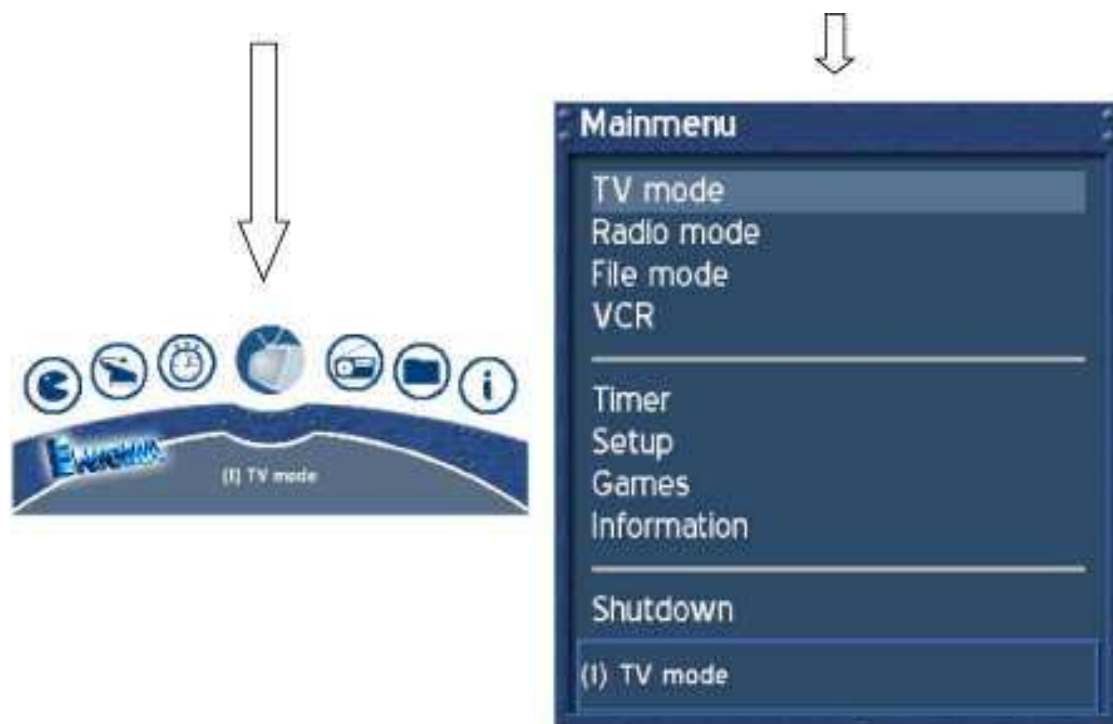 (1) TV mode
Mainmenu
TV mode
Radio mode
File mode
VCR
Timer
Setup
Games
Information
Shutdown
(1) TV mode